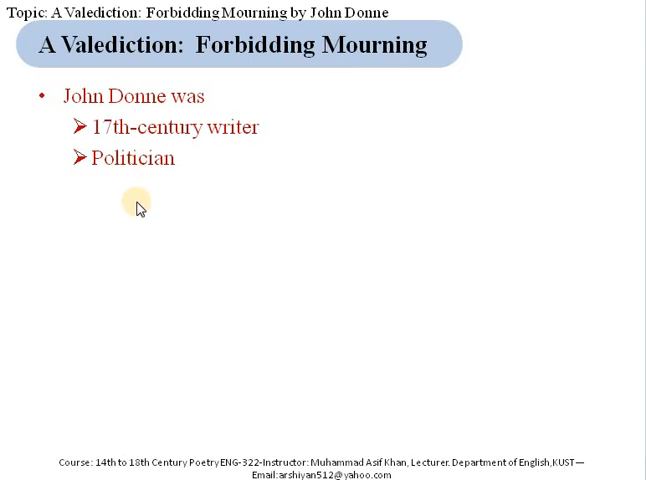 Topic: A Valediction: Forbidding Mourning by John Donne
A Valediction: Forbidding Mourning
• John Donne was
➢ 17th-century writer
➢ Politician
Course: 14th to 18th Century Poetry ENG-322-Instructor: Muhammad Asif Khan, Lecturer. Department of English,KUST—
Email:arshiyan512@yahoo.com